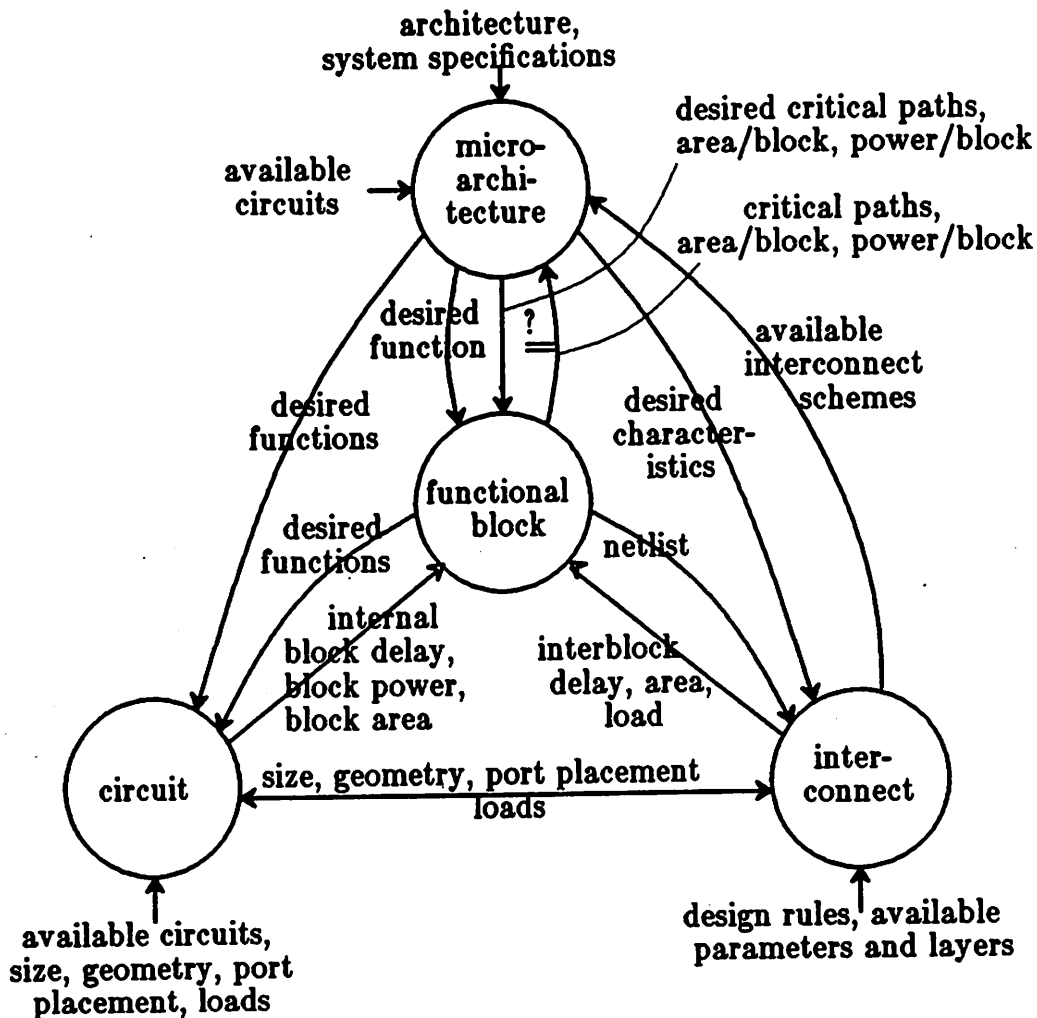 architecture,
system specifications
desired critical paths,
area/block, power/block
micro-
archi-
tecture
available
circuits
critical paths,
area/block, power/block
desired
function
?
available
interconnect
schemes
desired
functions
desired
character-
istics
functional
block
desired
functions
netlist
internal
block delay,
block power,
block area
interblock
delay, area,
load
circuit
size, geometry, port placement
loads
inter-
connect
available circuits,
size, geometry, port
placement, loads
design rules, available
parameters and layers